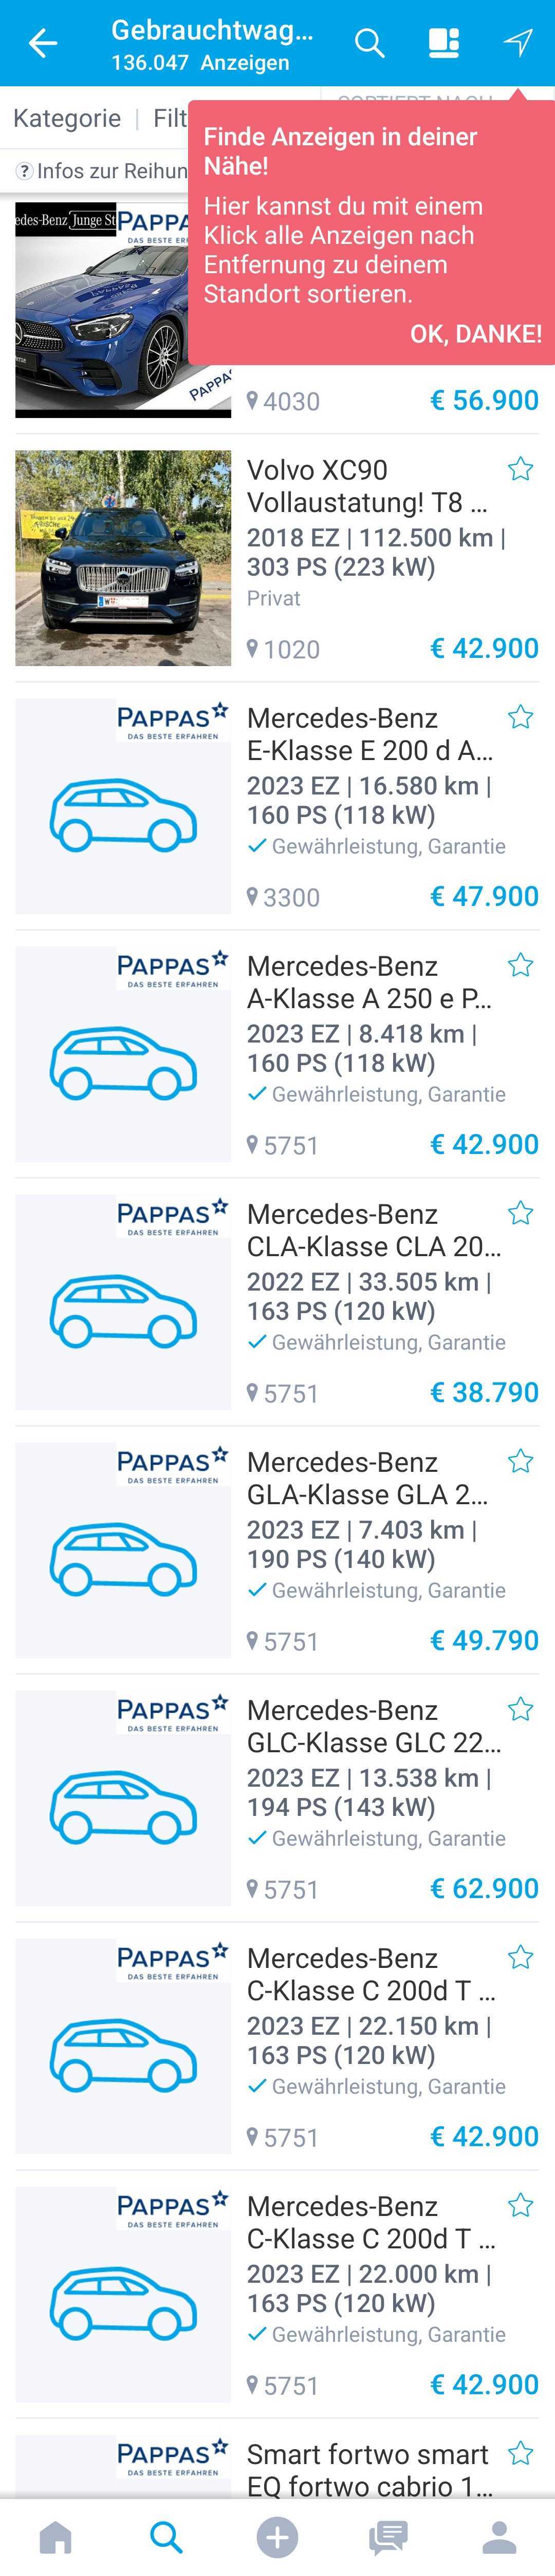 Gebrauchtwag...
136.047 Anzeigen
Kategorie | Filt
Finde Anzeigen in deiner
Nähe!
Hier kannst du mit einem
Klick alle Anzeigen nach
Entfernung zu deinem
Standort sortieren.
OK, DANKE!
? Infos zur Reihun
edes-Benz Junge St
PAPPA
DAS BESTE ERF
PAPPAS
4030
€ 56.900
Volvo XC90
Vollaustatung! T8 ...
2018 EZ | 112.500 km |
303 PS (223 kW)
Privat
1020
€ 42.900
PAPPAS
DAS BESTE ERFAHREN
Mercedes-Benz
E-Klasse E 200 d A...
2023 EZ | 16.580 km |
160 PS (118 kW)
Gewährleistung, Garantie
3300
€ 47.900
PAPPAS
DAS BESTE ERFAHREN
Mercedes-Benz
A-Klasse A 250 e P...
2023 EZ | 8.418 km |
160 PS (118 kW)
Gewährleistung, Garantie
5751
€ 42.900
PAPPAS
DAS BESTE ERFAHREN
Mercedes-Benz
CLA-Klasse CLA 20...
2022 EZ | 33.505 km |
163 PS (120 kW)
Gewährleistung, Garantie
5751
€ 38.790
PAPPAS
DAS BESTE ERFAHREN
Mercedes-Benz
GLA-Klasse GLA 2...
2023 EZ | 7.403 km |
190 PS (140 kW)
Gewährleistung, Garantie
5751
€ 49.790
PAPPAS
DAS BESTE ERFAHREN
Mercedes-Benz
GLC-Klasse GLC 22...
2023 EZ | 13.538 km |
194 PS (143 kW)
Gewährleistung, Garantie
5751
€ 62.900
PAPPAS
DAS BESTE ERFAHREN
Mercedes-Benz
C-Klasse C 200d T ...
2023 EZ | 22.150 km |
163 PS (120 kW)
Gewährleistung, Garantie
5751
€ 42.900
PAPPAS
DAS BESTE ERFAHREN
Mercedes-Benz
C-Klasse C 200d T ...
2023 EZ | 22.000 km |
163 PS (120 kW)
Gewährleistung, Garantie
5751
€ 42.900
PAPPAS
DAS BESTE ERFAHREN
Smart fortwo smart
EQ fortwo cabrio 1...